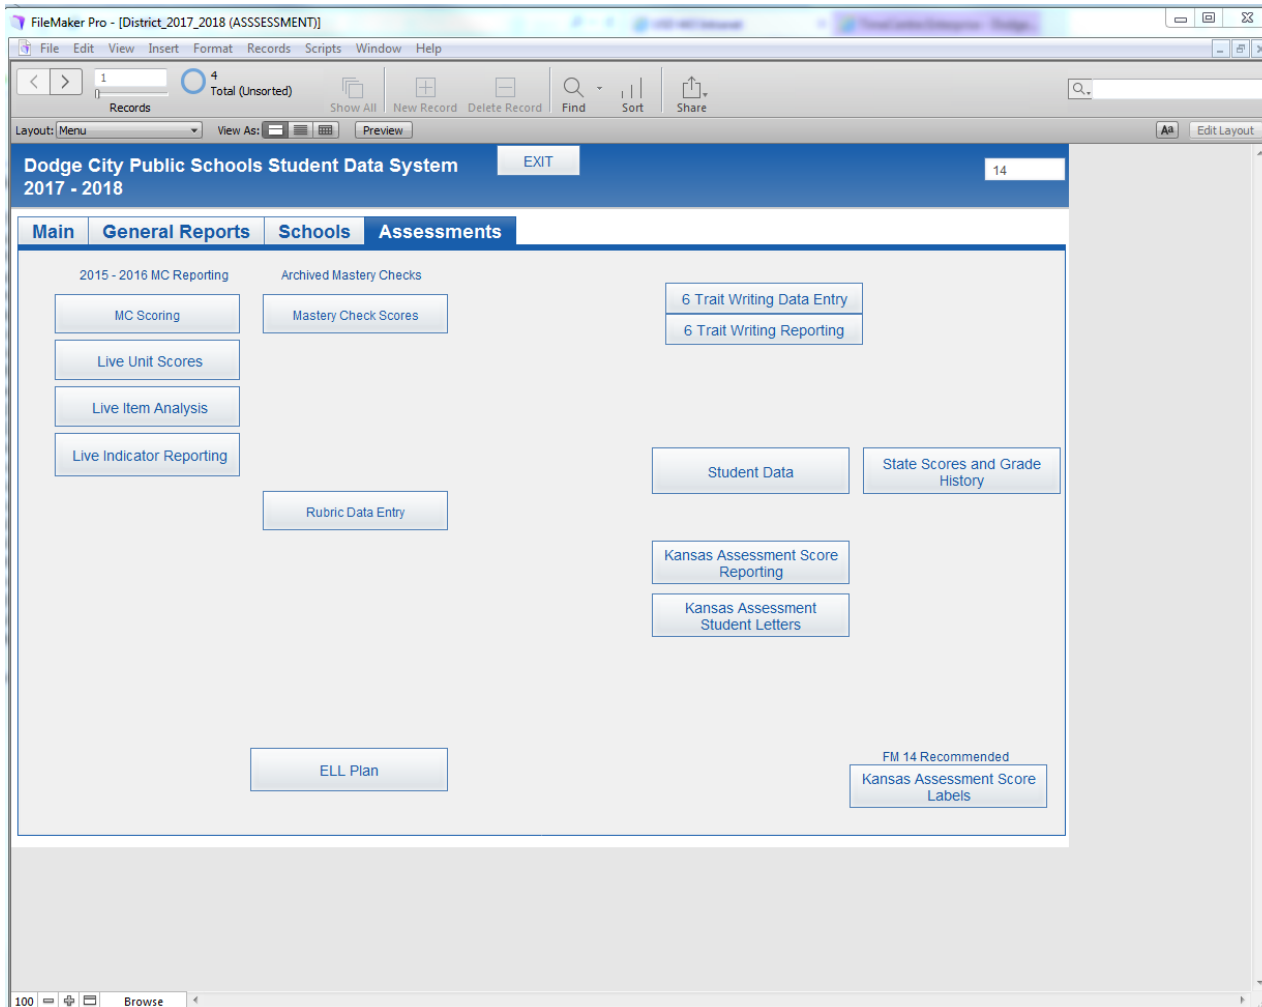 FileMaker Pro - [District_2017_2018 (ASSSESSMENT)]
File Edit View Insert Format Records Scripts Window Help
1
4
Total (Unsorted)
Records
Show All
New Record
Delete Record
Find
Sort
Share
Layout: Menu
View As:
Preview
Aa
Edit Layout
Dodge City Public Schools Student Data System
2017 - 2018
EXIT
14
Main
General Reports
Schools
Assessments
2015 - 2016 MC Reporting
Archived Mastery Checks
MC Scoring
Mastery Check Scores
6 Trait Writing Data Entry
6 Trait Writing Reporting
Live Unit Scores
Live Item Analysis
Live Indicator Reporting
Student Data
State Scores and Grade
History
Rubric Data Entry
Kansas Assessment Score
Reporting
Kansas Assessment
Student Letters
ELL Plan
FM 14 Recommended
Kansas Assessment Score
Labels
100
Browse